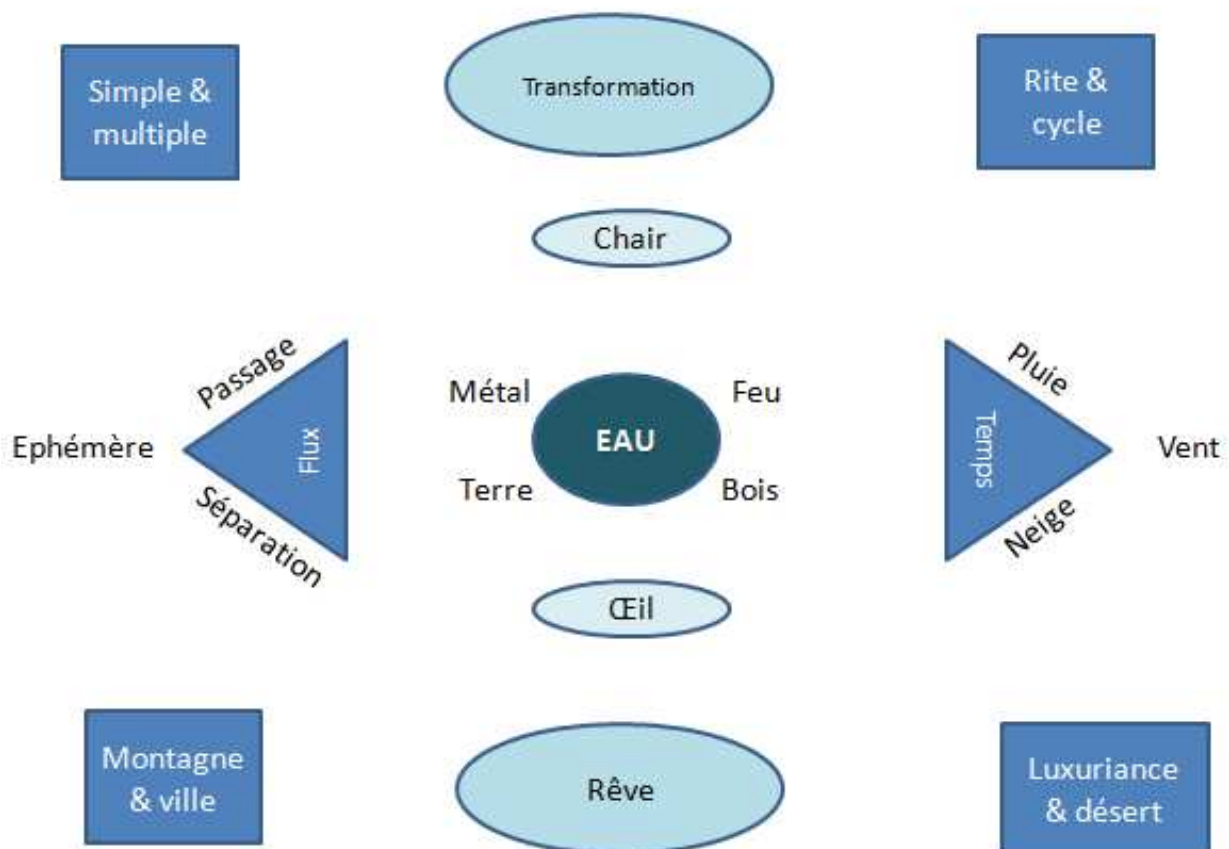 Simple &
multiple
Transformation
Rite &
cycle
Chair
Passage
Ephémère
Flux
Séparation
Métal
Feu
EAU
Terre
Bois
Pluie
Temps
Vent
Neige
Œil
Montagne
& ville
Rêve
Luxuriance
& désert